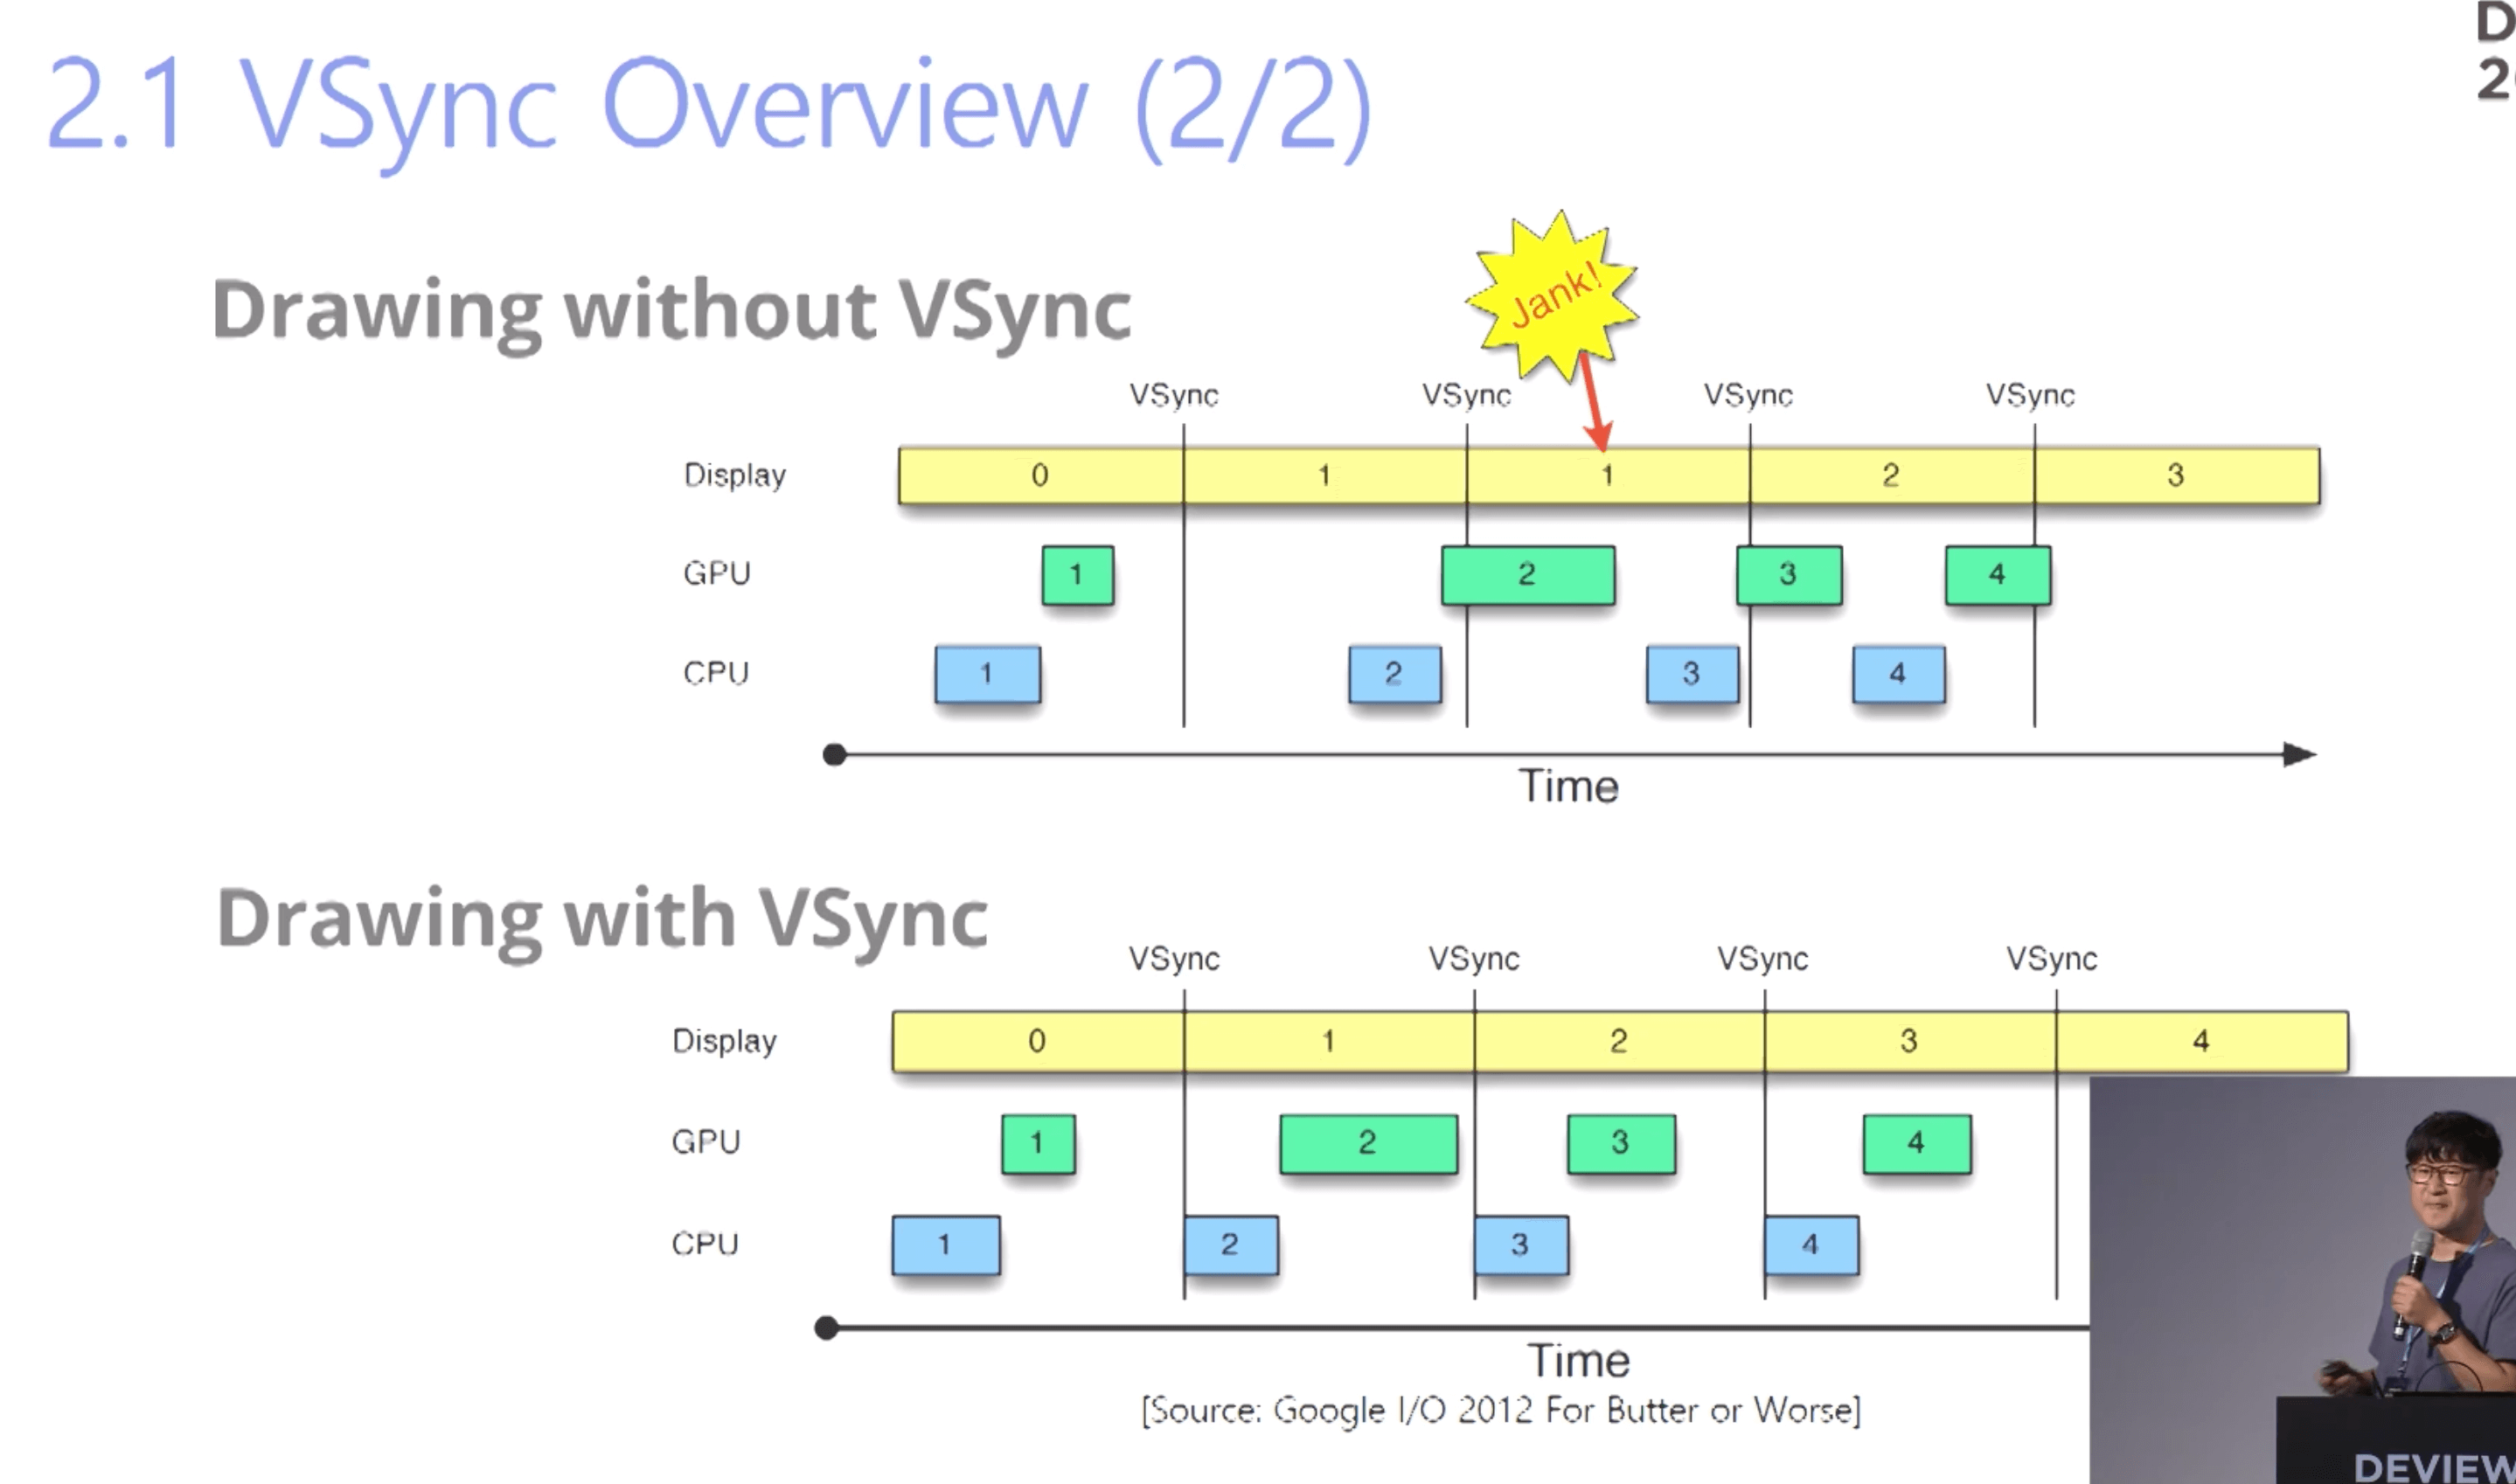 2.1 VSync Overview (2/2)
D
2
Drawing without VSync
Jank!
VSync VSync VSync VSync
Display 0 1 1 2 3
GPU 1 2 3 4
CPU 1 2 3 4
Time
Drawing with VSync
VSync VSync VSync VSync
Display 0 1 2 3 4
GPU 1 2 3 4
CPU 1 2 3 4
Time
[Source: Google I/O 2012 For Butter or Worse]
DEVIEW